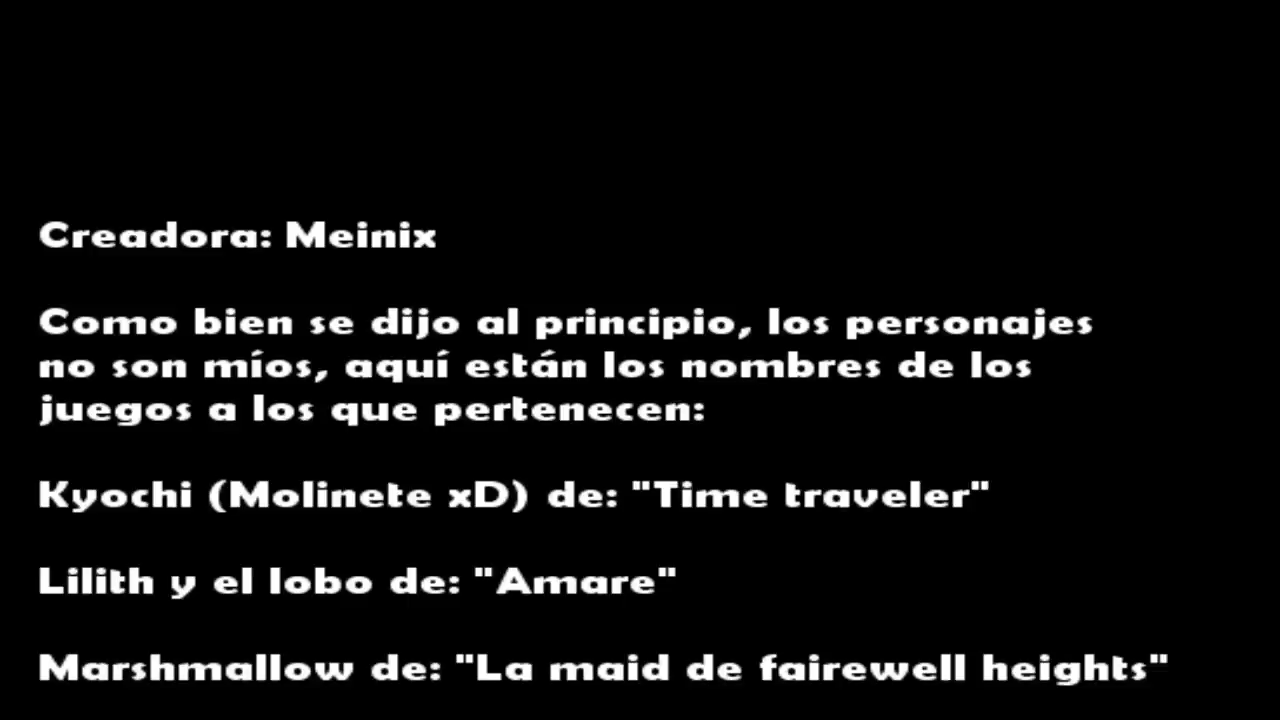 Creadora: Meinix
Como bien se dijo al principio, los personajes
no son míos, aquí están los nombres de los
juegos a los que pertenecen:
Kyochi (Molinete xD) de: "Time traveler"
Lilith y el lobo de: "Amare"
Marshmallow de: "La maid de fairewell heights"